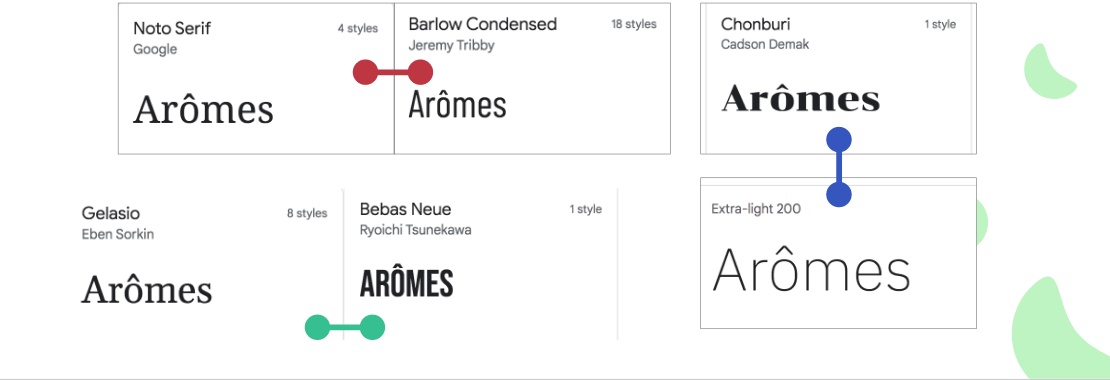 Noto Serif
4 styles
Google
Arômes
Barlow Condensed
18 styles
Jeremy Tribby
Arômes
Chonburi
1 style
Cadson Demak
Arômes
Gelasio
8 styles
Eben Sorkin
Arômes
Bebas Neue
1 style
Ryoichi Tsunekawa
ARÔMES
Extra-light 200
Arômes